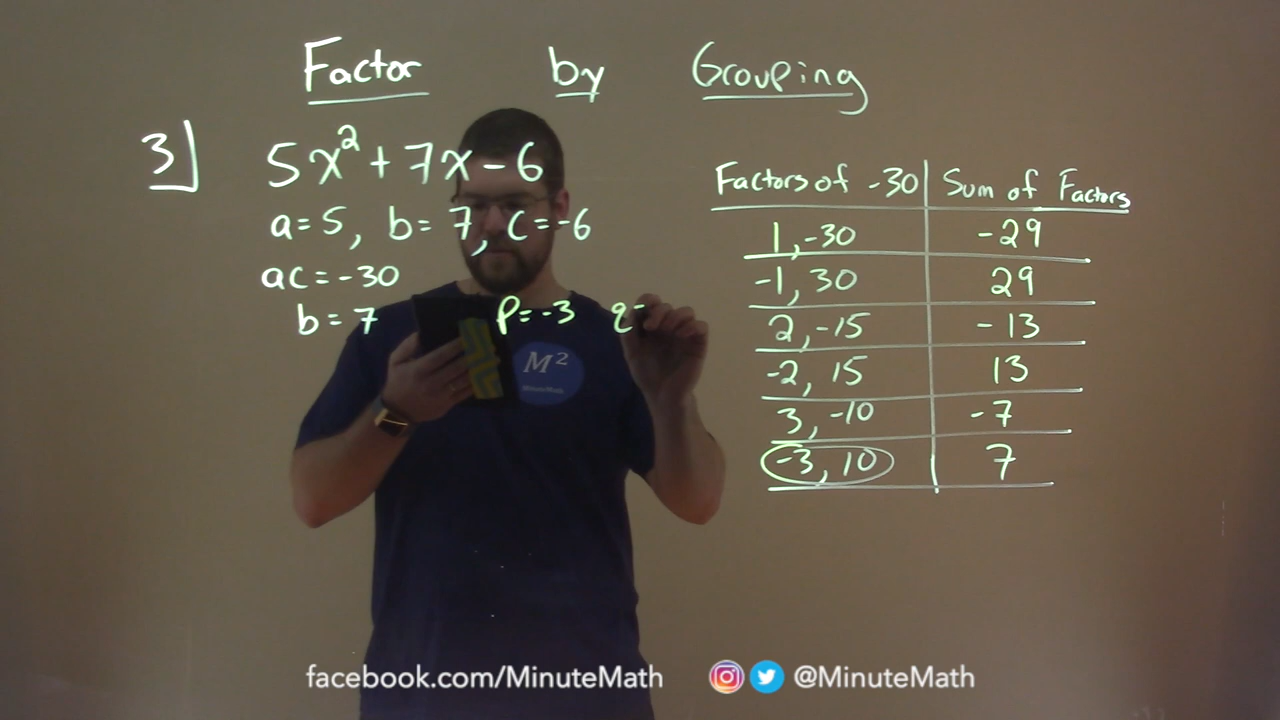 Factor by Grouping
3] 5x² + 7x - 6
a = 5, b = 7, c = -6
ac = -30
b = 7 p = -3 q =
Factors of -30 | Sum of Factors
1, -30 | -29
-1, 30 | 29
2, -15 | -13
-2, 15 | 13
3, -10 | -7
-3, 10 | 7
M²
MinuteMath
facebook.com/MinuteMath @MinuteMath